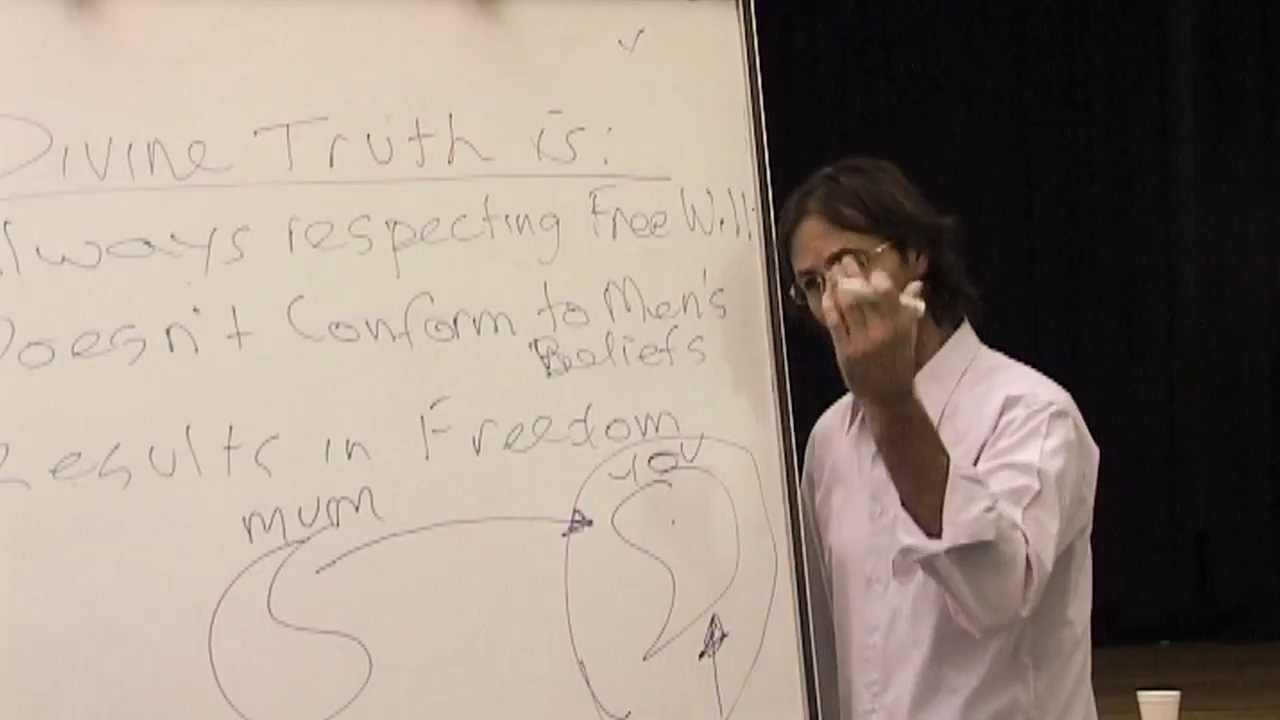 Divine Truth is:
Always respecting Free Will
Doesn't Conform to Men's
Beliefs
Results in Freedom
mum
you